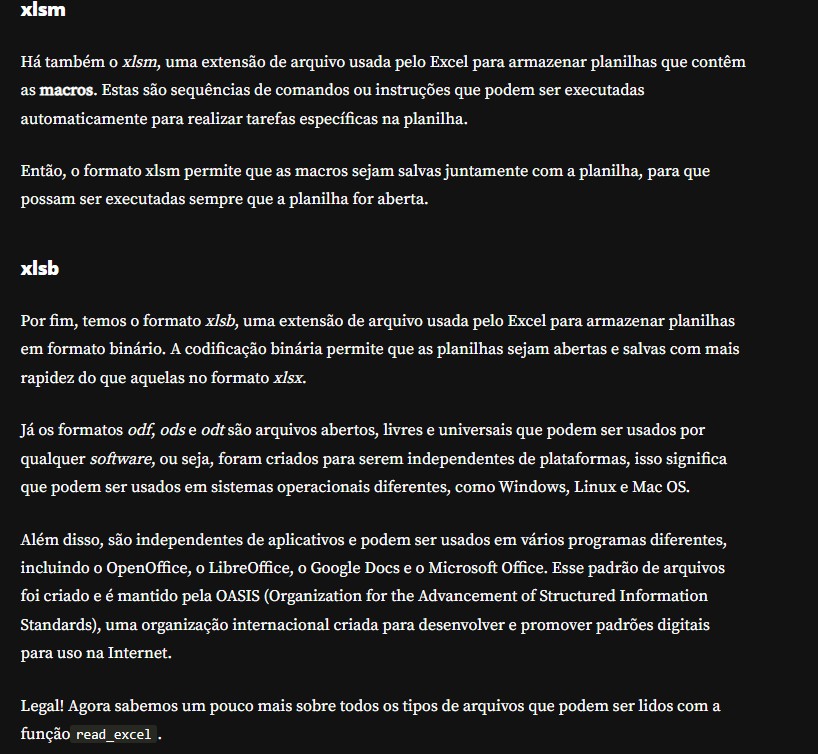 xlsm
Há também o xlsm, uma extensão de arquivo usada pelo Excel para armazenar planilhas que contêm
as macros. Estas são sequências de comandos ou instruções que podem ser executadas
automaticamente para realizar tarefas específicas na planilha.
Então, o formato xlsm permite que as macros sejam salvas juntamente com a planilha, para que
possam ser executadas sempre que a planilha for aberta.
xlsb
Por fim, temos o formato xlsb, uma extensão de arquivo usada pelo Excel para armazenar planilhas
em formato binário. A codificação binária permite que as planilhas sejam abertas e salvas com mais
rapidez do que aquelas no formato xlsx.
Já os formatos odf, ods e odt são arquivos abertos, livres e universais que podem ser usados por
qualquer software, ou seja, foram criados para serem independentes de plataformas, isso significa
que podem ser usados em sistemas operacionais diferentes, como Windows, Linux e Mac OS.
Além disso, são independentes de aplicativos e podem ser usados em vários programas diferentes,
incluindo o OpenOffice, o LibreOffice, o Google Docs e o Microsoft Office. Esse padrão de arquivos
foi criado e é mantido pela OASIS (Organization for the Advancement of Structured Information
Standards), uma organização internacional criada para desenvolver e promover padrões digitais
para uso na Internet.
Legal! Agora sabemos um pouco mais sobre todos os tipos de arquivos que podem ser lidos com a
função read_excel.